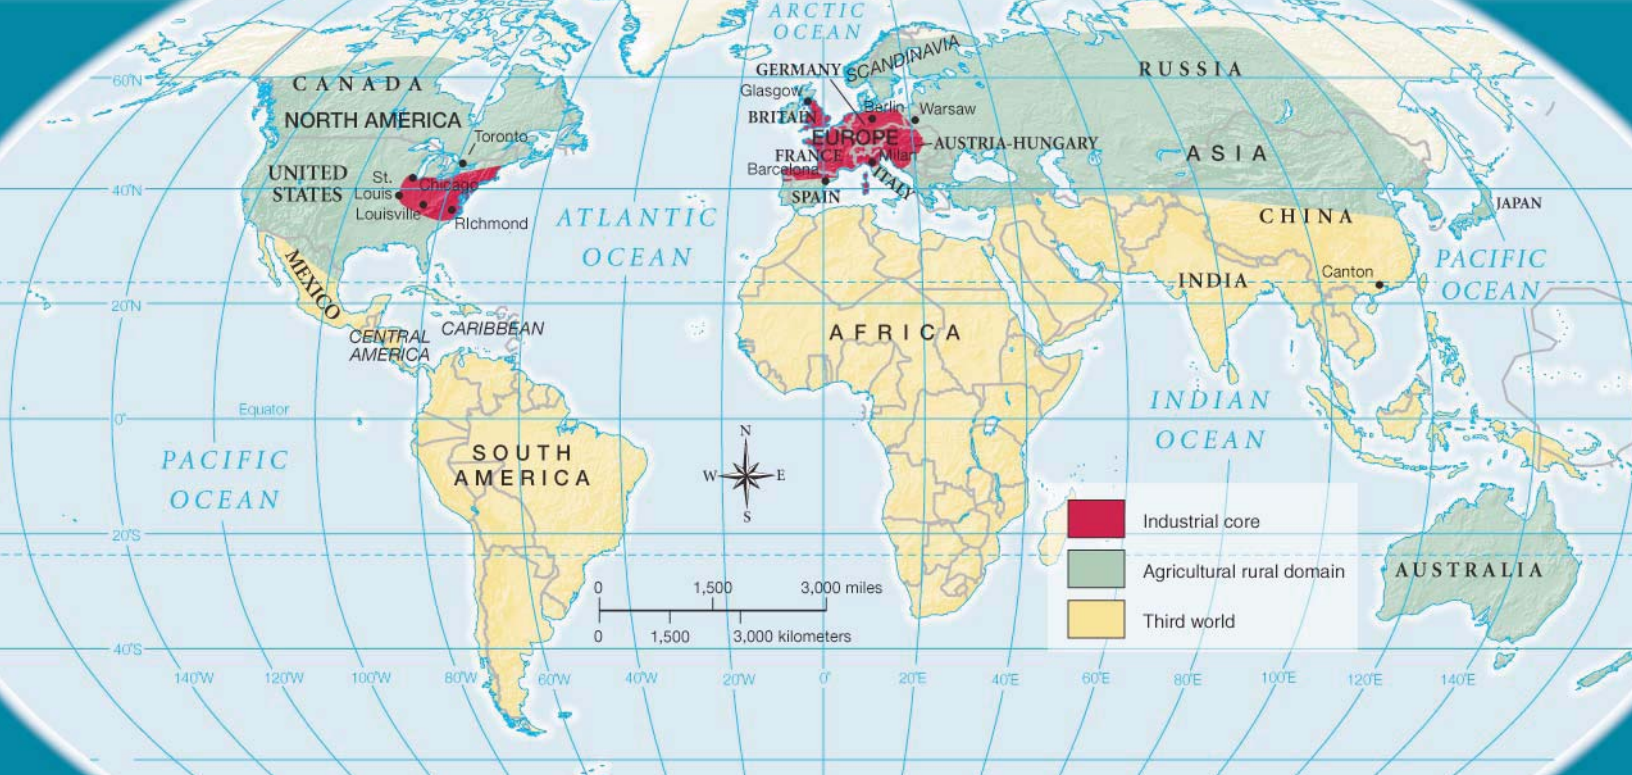 ARCTIC
OCEAN
SCANDINAVIA
GERMANY
RUSSIA
60°N
CANADA
Glasgow
Berlin
Warsaw
NORTH AMERICA
BRITAIN
EUROPE
Toronto
AUSTRIA-HUNGARY
FRANCE
Milan
ASIA
UNITED
STATES
St.
Louis
Chicago
Barcelona
ITALY
40°N
SPAIN
Louisville
RIchmond
JAPAN
ATLANTIC
OCEAN
CHINA
MEXICO
PACIFIC
OCEAN
INDIA
Canton
20°N
CENTRAL
AMERICA
CARIBBEAN
AFRICA
Equator
0°
INDIAN
OCEAN
PACIFIC
OCEAN
SOUTH
AMERICA
N
W
E
S
20°S
Industrial core
Agricultural rural domain
Third world
AUSTRALIA
0
1,500
3,000 miles
0
1,500
3,000 kilometers
40°S
140°W
120°W
100°W
80°W
60°W
40°W
20°W
0°
20°E
40°E
60°E
80°E
100°E
120°E
140°E